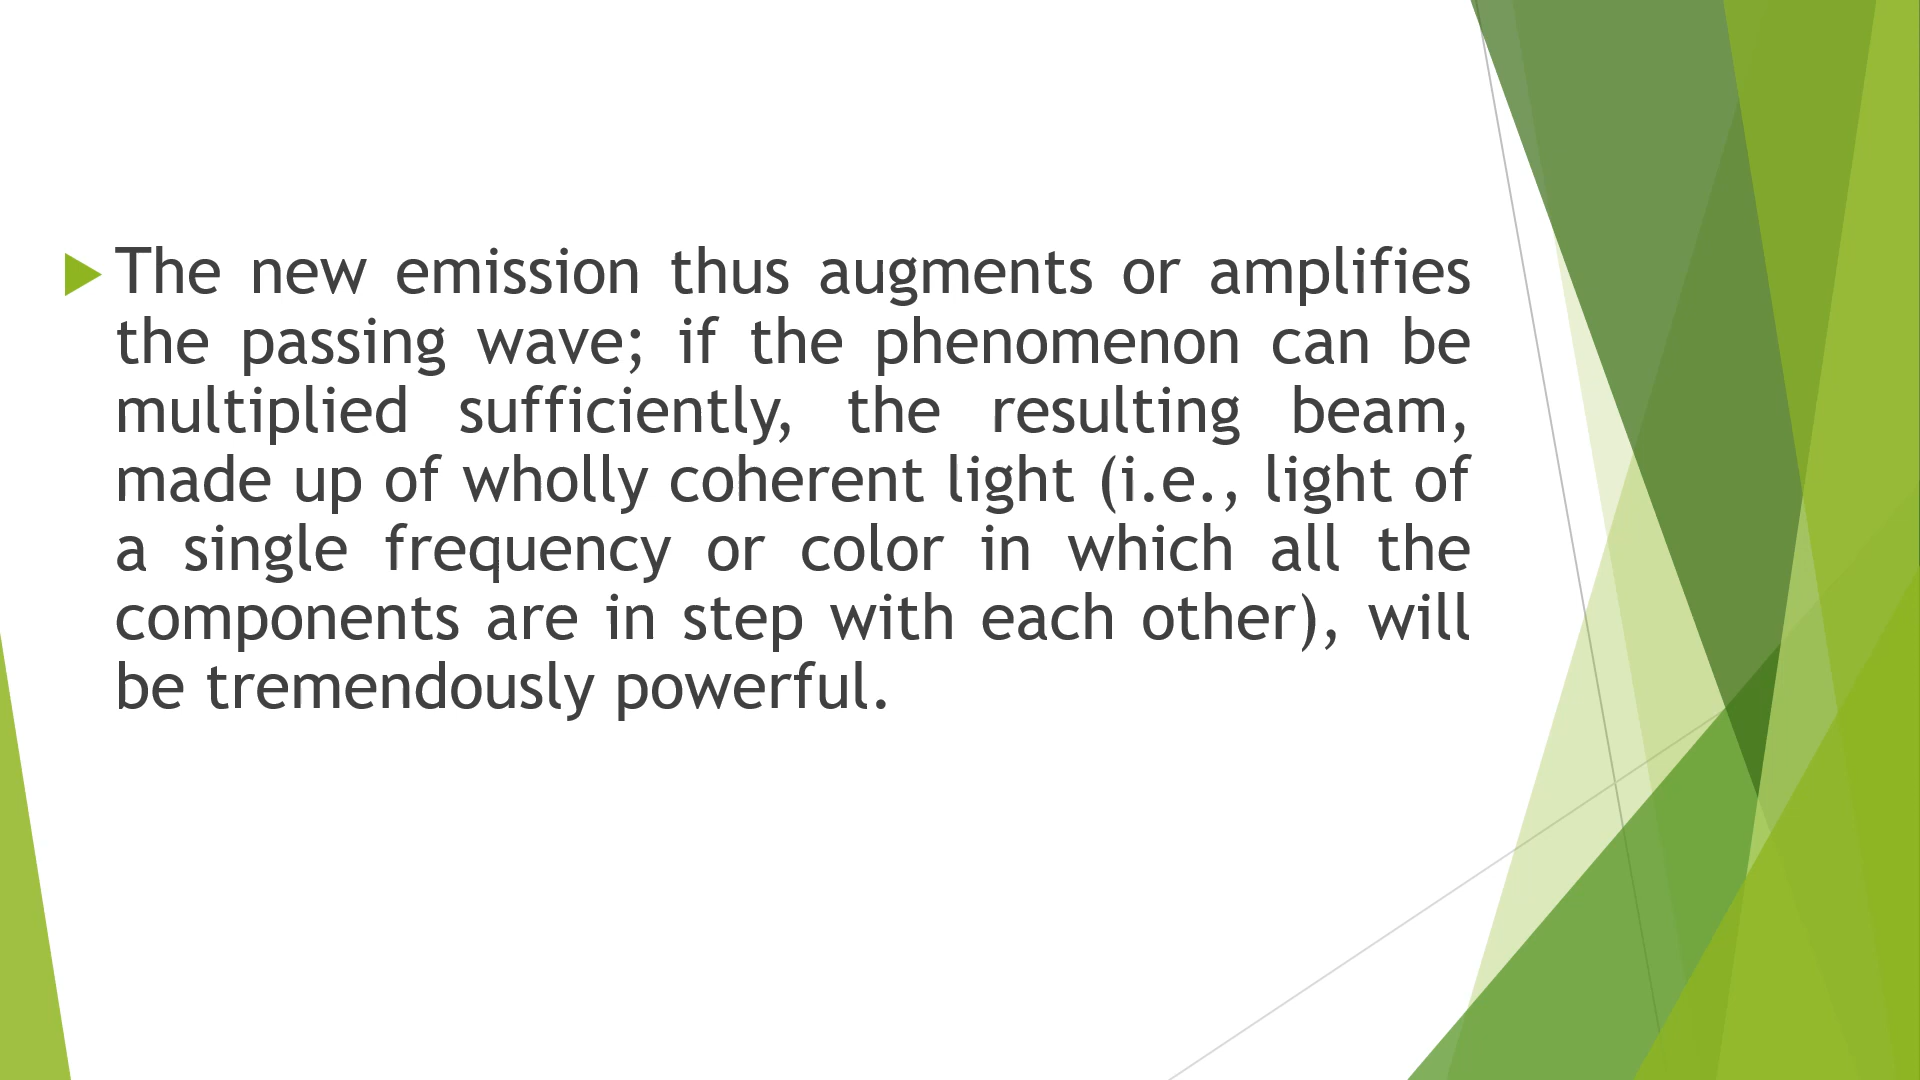 The new emission thus augments or amplifies
the passing wave; if the phenomenon can be
multiplied sufficiently, the resulting beam,
made up of wholly coherent light (i.e., light of
a single frequency or color in which all the
components are in step with each other), will
be tremendously powerful.